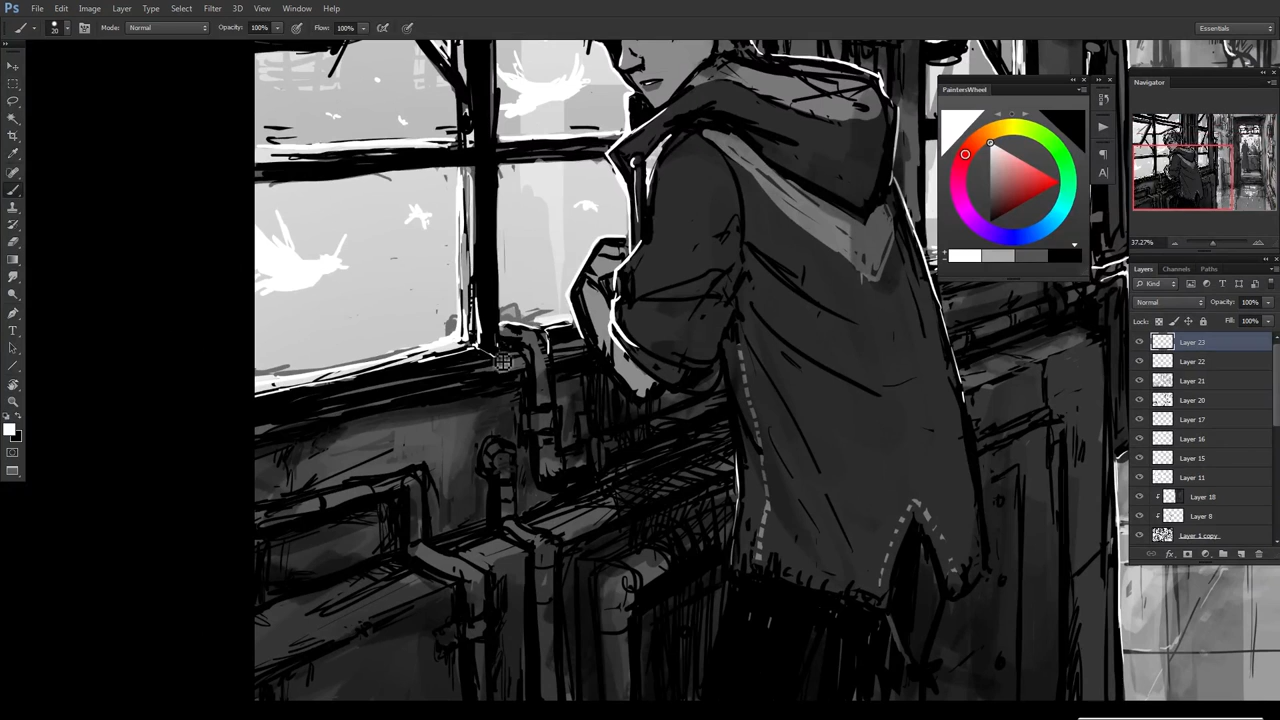 Ps File Edit Image Layer Type Select Filter 3D View Window Help
20 Mode: Normal Opacity: 100% Flow: 100% Essentials
Navigator
PaintersWheel
37.27%
Layers Channels Paths
Kind
Normal Opacity: 100%
Lock: Fill: 100%
Layer 23
Layer 22
Layer 21
Layer 20
Layer 17
Layer 16
Layer 15
Layer 11
Layer 18
Layer 8
Layer 1 copy
fx